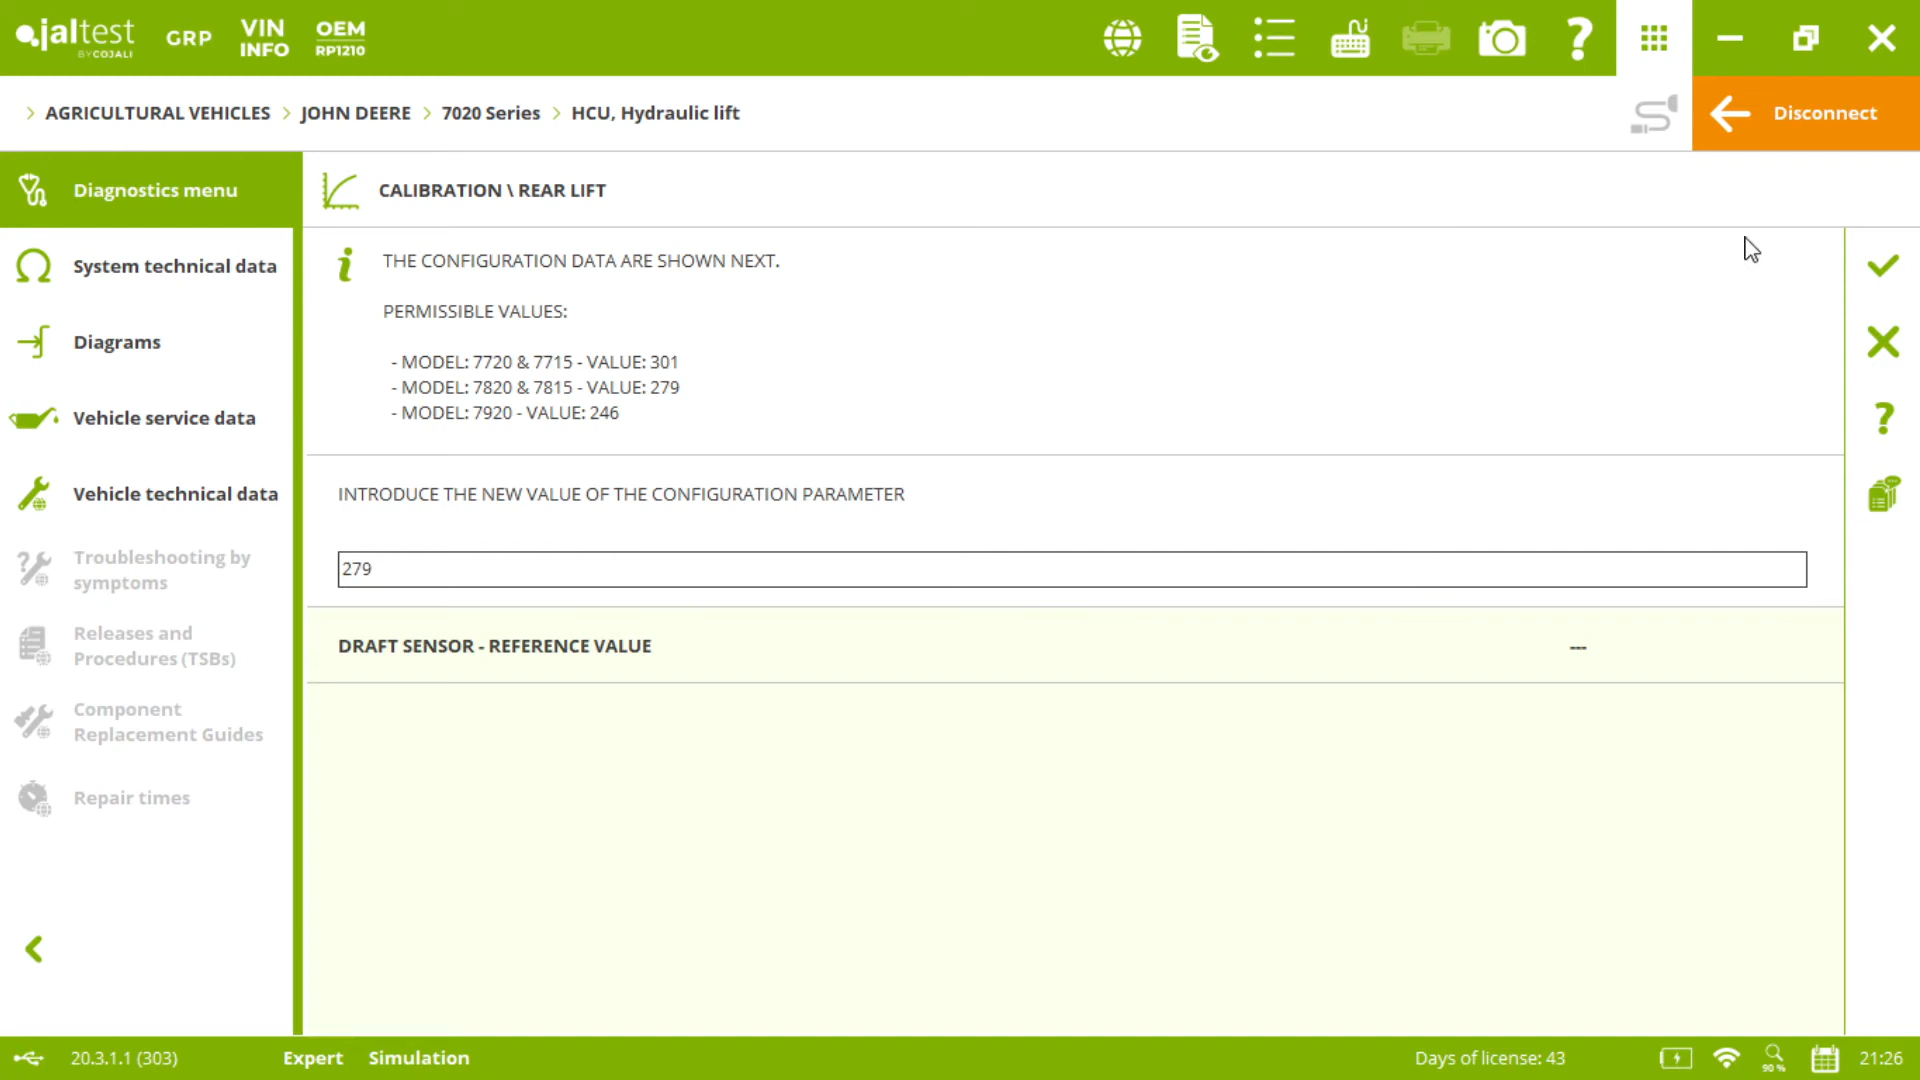 jaltest
BY COJALI
GRP
VIN
INFO
OEM
RP1210
AGRICULTURAL VEHICLES
JOHN DEERE
7020 Series
HCU, Hydraulic lift
Disconnect
Diagnostics menu
System technical data
Diagrams
Vehicle service data
Vehicle technical data
Troubleshooting by
symptoms
Releases and
Procedures (TSBs)
Component
Replacement Guides
Repair times
CALIBRATION \ REAR LIFT
THE CONFIGURATION DATA ARE SHOWN NEXT.
PERMISSIBLE VALUES:
- MODEL: 7720 & 7715 - VALUE: 301
- MODEL: 7820 & 7815 - VALUE: 279
- MODEL: 7920 - VALUE: 246
INTRODUCE THE NEW VALUE OF THE CONFIGURATION PARAMETER
279
DRAFT SENSOR - REFERENCE VALUE
---
20.3.1.1 (303)
Expert
Simulation
Days of license: 43
90 %
21:26